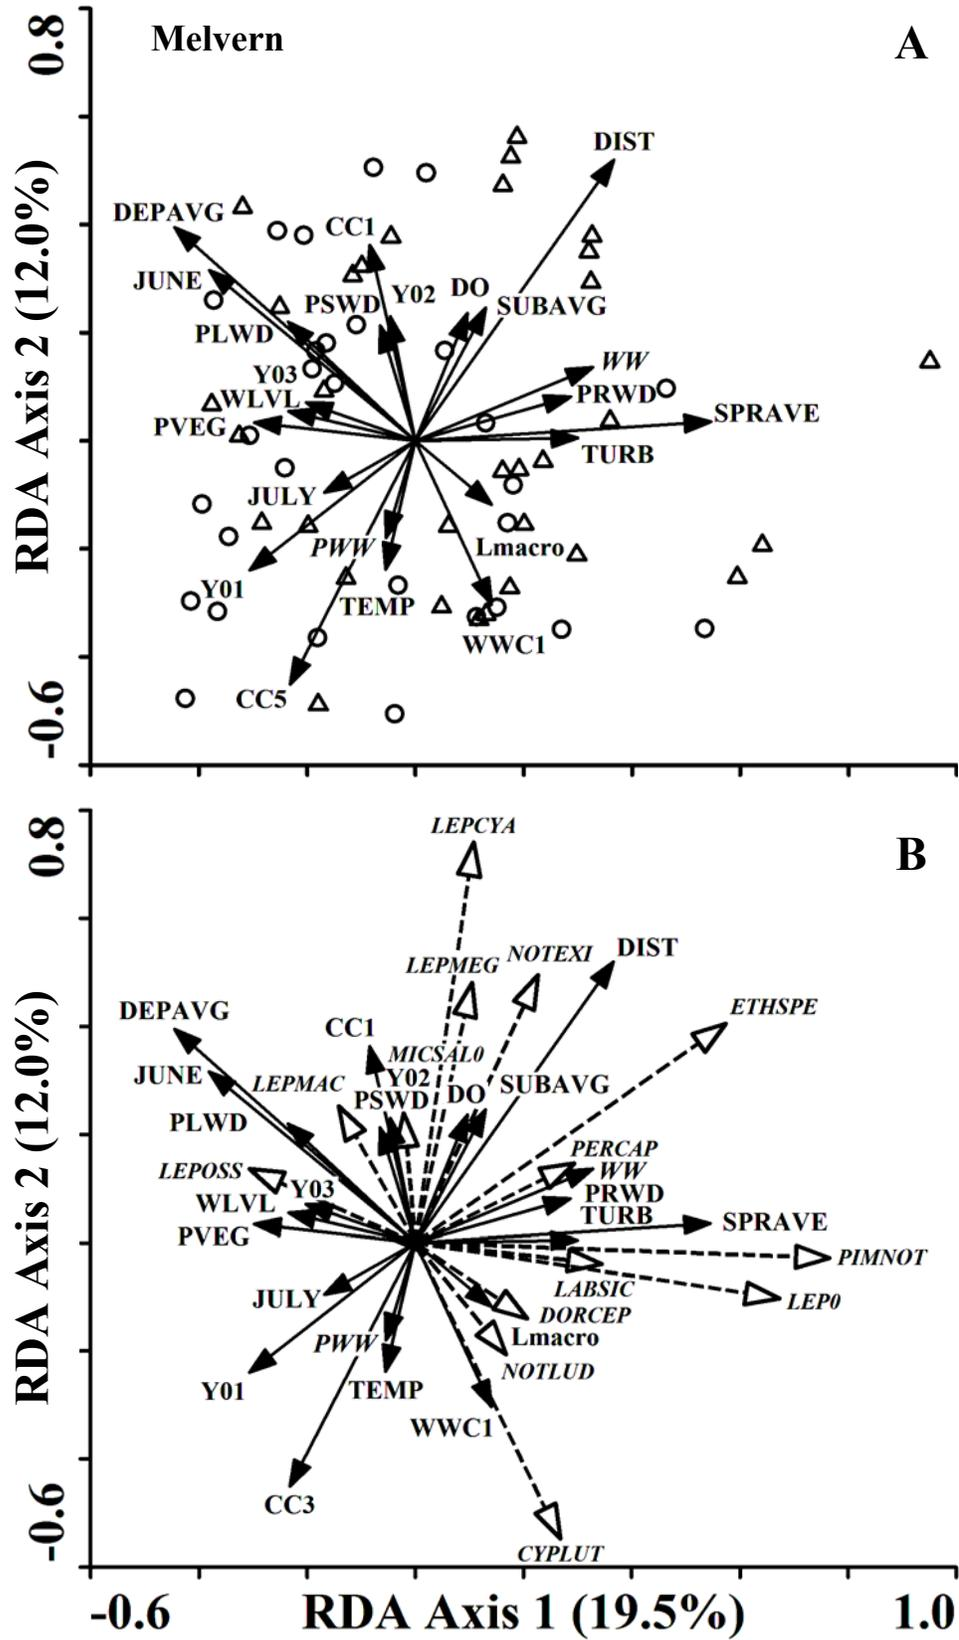 0.8
Melvern
A
DIST
DEPAVG
CC1
JUNE
PSWD
Y02
DO
SUBAVG
PLWD
WW
Y03
PRWD
WLVL
SPRAVE
PVEG
TURB
JULY
PWW
Lmacro
Y01
TEMP
WWC1
CC5
RDA Axis 2 (12.0%)
-0.6
0.8
LEPCYA
B
DIST
NOTEXI
LEPMEG
ETHSPE
DEPAVG
CC1
MICSAL0
JUNE
LEPMAC
Y02
PSWD
DO
SUBAVG
PLWD
PERCAP
LEPOSS
WW
Y03
PRWD
WLVL
TURB
SPRAVE
PVEG
PIMNOT
LABSIC
JULY
LEP0
DORCEP
PWW
Lmacro
NOTLUD
Y01
TEMP
WWC1
CC3
CYPLUT
RDA Axis 2 (12.0%)
-0.6
-0.6
RDA Axis 1 (19.5%)
1.0